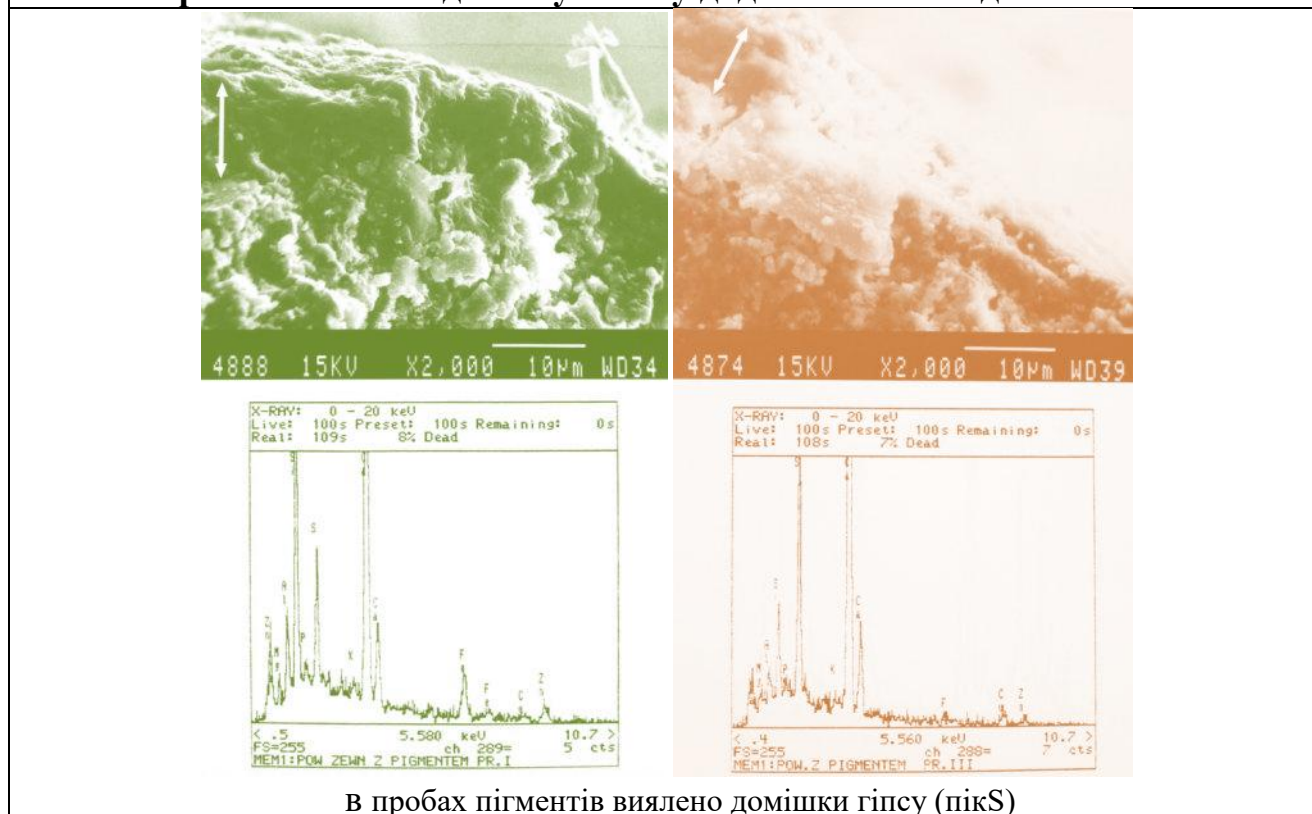 4888 15KV X2,000 10µm WD34
4874 15KV X2,000 10µm WD39
X-RAY: 0 - 20 keV
Live: 100s Preset: 100s Remaining: 0s
Real: 109s 8% Dead
S
A
S
A
Z
M
P
K
C
a
F
F
C
Z
n
< .5 5.580 keV 10.7 >
FS=255 ch 289= 5 cts
MEM1:POW ZEWN Z PIGMENTEM PR.I
X-RAY: 0 - 20 keV
Live: 100s Preset: 100s Remaining: 0s
Real: 108s 7% Dead
S
S
A
M
P
K
C
a
F
C
Z
< .4 5.560 keV 10.7 >
FS=255 ch 288= 7 cts
MEM1:POW.Z PIGMENTEM PR.III
в пробах пігментів виялено домішки гіпсу (пікS)